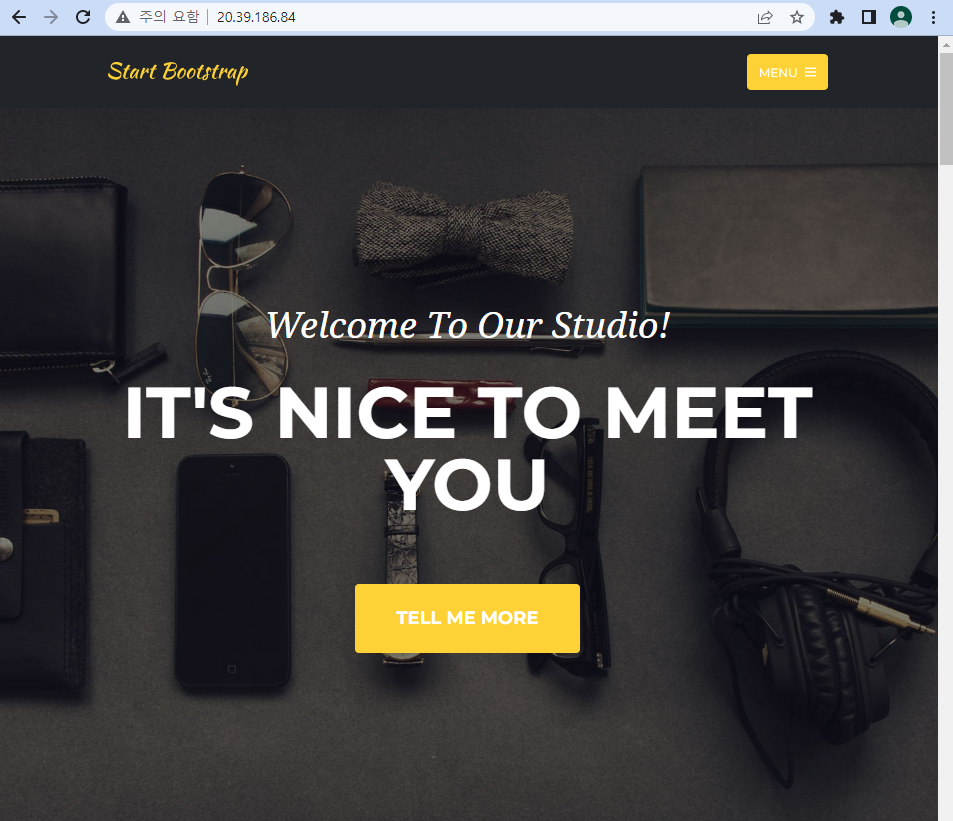 주의 요함 20.39.186.84
Start Bootstrap
MENU
Welcome To Our Studio!
IT'S NICE TO MEET
YOU
TELL ME MORE